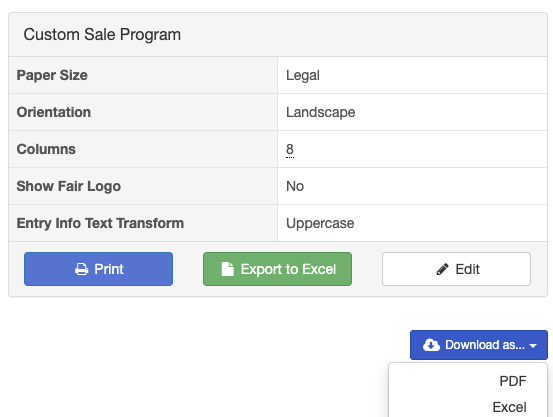 Custom Sale Program
Paper Size Legal
Orientation Landscape
Columns 8
Show Fair Logo No
Entry Info Text Transform Uppercase
Print Export to Excel Edit
Download as...
PDF
Excel